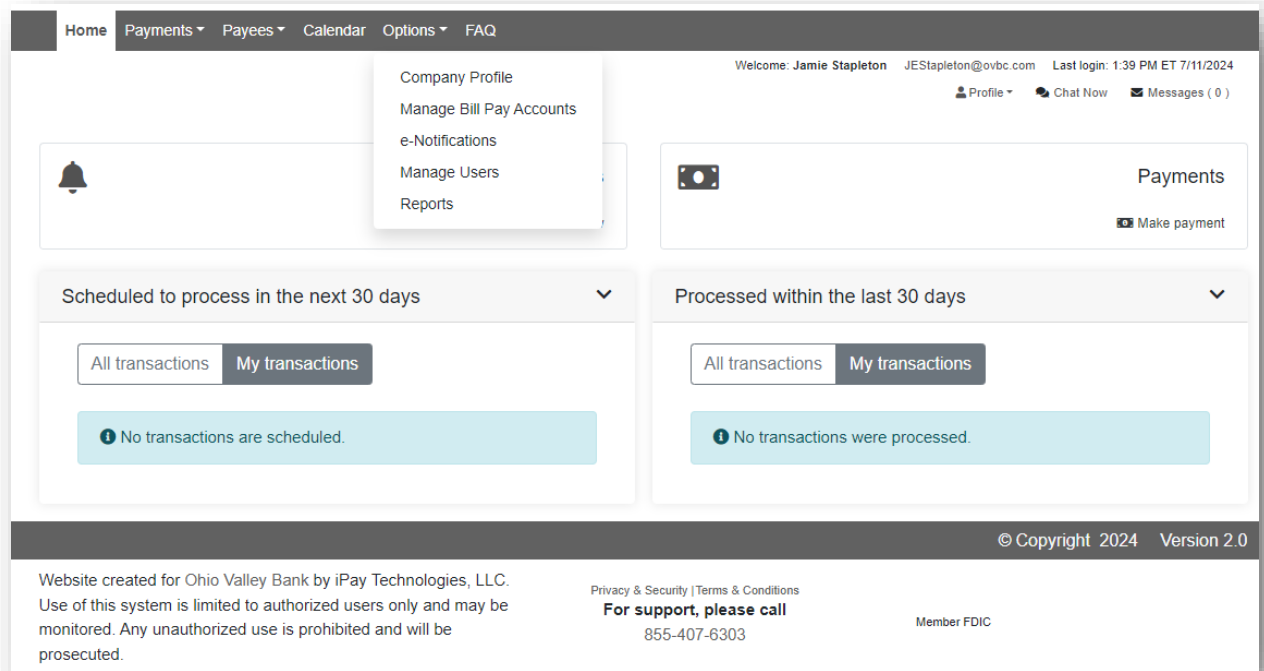 Home Payments Payees Calendar Options FAQ
Welcome: Jamie Stapleton JEStapleton@ovbc.com Last login: 1:39 PM ET 7/11/2024
Profile Chat Now Messages ( 0 )
Company Profile
Manage Bill Pay Accounts
e-Notifications
Manage Users
Reports
Payments
Make payment
Scheduled to process in the next 30 days
All transactions My transactions
No transactions are scheduled.
Processed within the last 30 days
All transactions My transactions
No transactions were processed.
© Copyright 2024 Version 2.0
Website created for Ohio Valley Bank by iPay Technologies, LLC.
Use of this system is limited to authorized users only and may be
monitored. Any unauthorized use is prohibited and will be
prosecuted.
Privacy & Security |Terms & Conditions
For support, please call
855-407-6303
Member FDIC